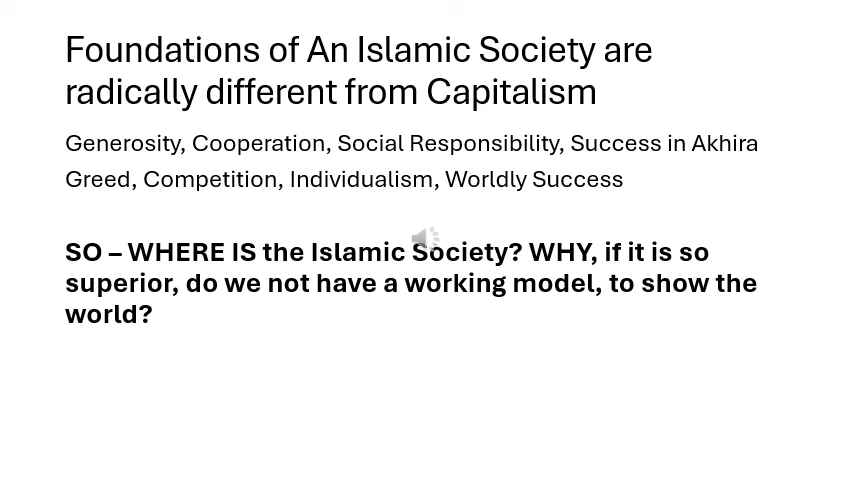 Foundations of An Islamic Society are
radically different from Capitalism
Generosity, Cooperation, Social Responsibility, Success in Akhira
Greed, Competition, Individualism, Worldly Success
SO – WHERE IS the Islamic Society? WHY, if it is so
superior, do we not have a working model, to show the
world?